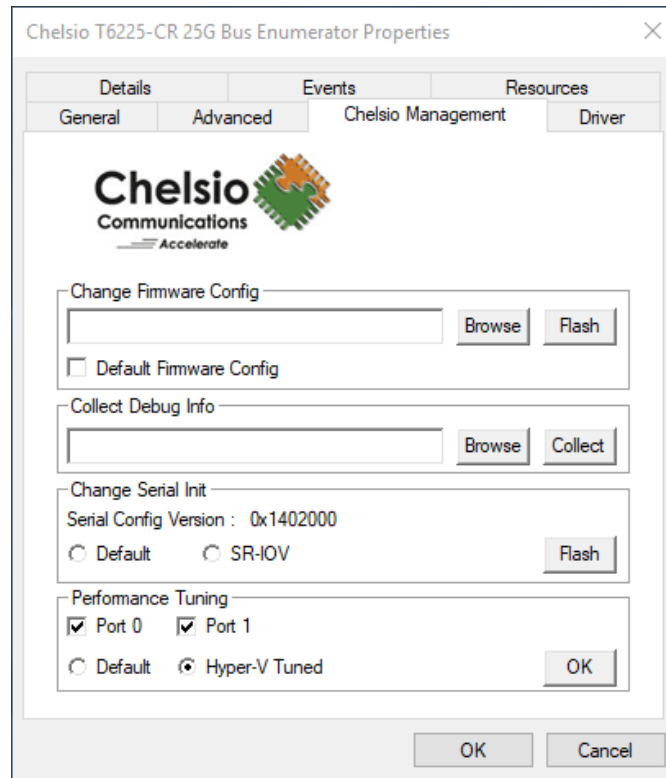 Chelsio T6225-CR 25G Bus Enumerator Properties
Details Events Resources
General Advanced Chelsio Management Driver
Chelsio
Communications
Accelerate
Change Firmware Config
Browse Flash
Default Firmware Config
Collect Debug Info
Browse Collect
Change Serial Init
Serial Config Version : 0x1402000
Default SR-IOV Flash
Performance Tuning
Port 0 Port 1
Default Hyper-V Tuned OK
OK Cancel